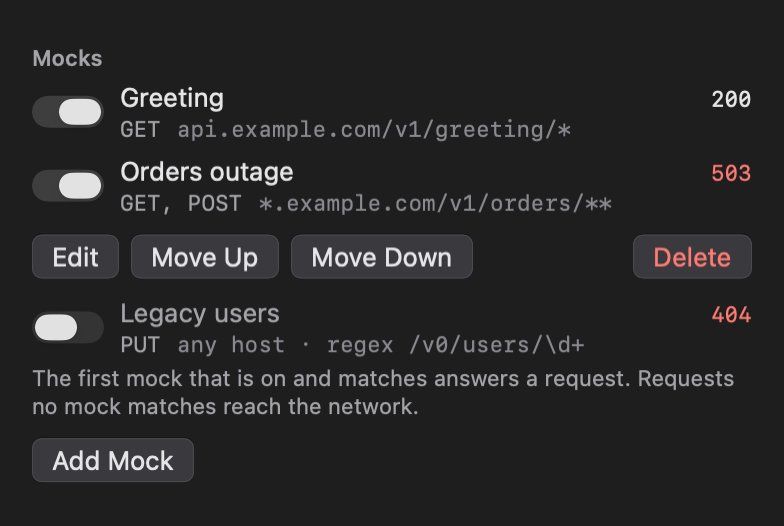 Mocks
Greeting 200
GET api.example.com/v1/greeting/*
Orders outage 503
GET, POST *.example.com/v1/orders/**
Edit Move Up Move Down Delete
Legacy users 404
PUT any host · regex /v0/users/\d+
The first mock that is on and matches answers a request. Requests
no mock matches reach the network.
Add Mock